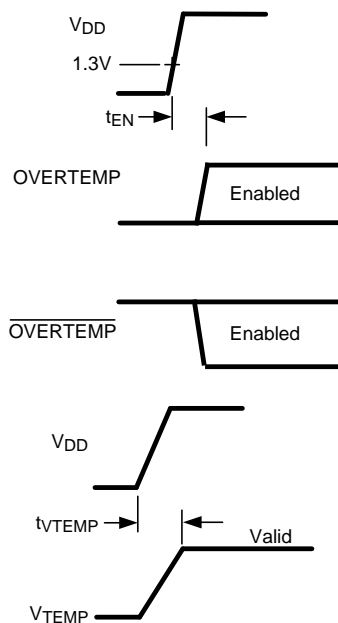 VDD
1.3V
tEN
OVERTEMP
Enabled
OVERTEMP
Enabled
VDD
tVTEMP
Valid
VTEMP